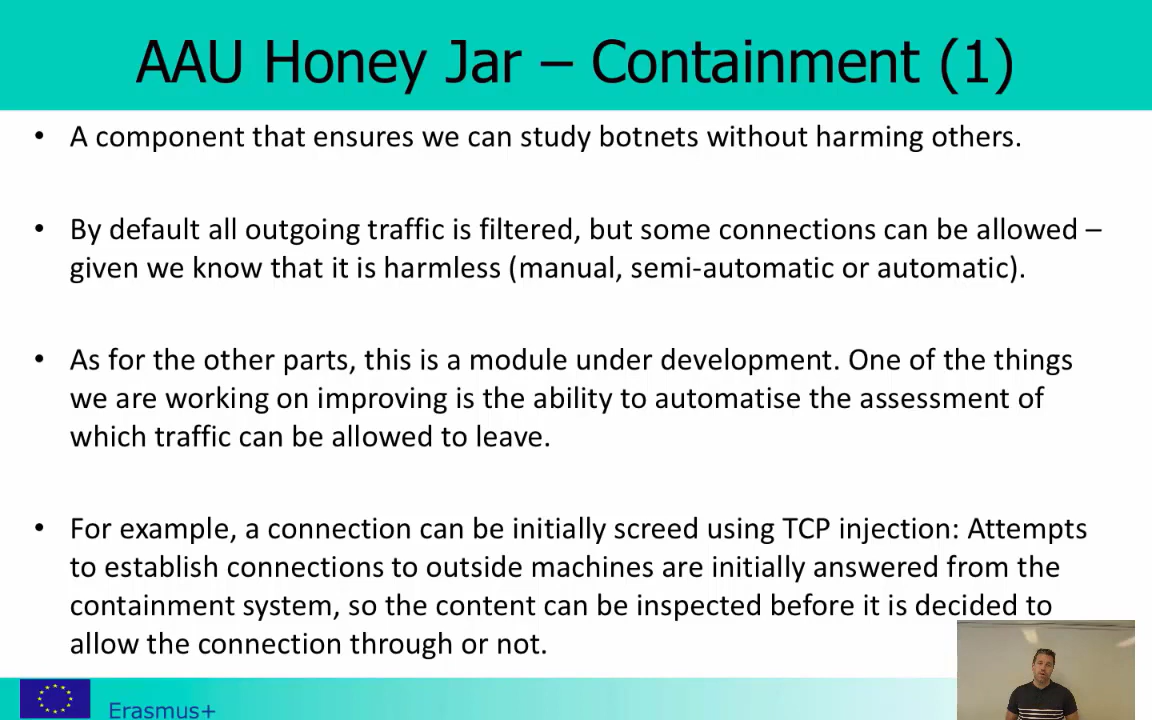 AAU Honey Jar – Containment (1)
• A component that ensures we can study botnets without harming others.
• By default all outgoing traffic is filtered, but some connections can be allowed –
given we know that it is harmless (manual, semi-automatic or automatic).
• As for the other parts, this is a module under development. One of the things
we are working on improving is the ability to automatise the assessment of
which traffic can be allowed to leave.
• For example, a connection can be initially screed using TCP injection: Attempts
to establish connections to outside machines are initially answered from the
containment system, so the content can be inspected before it is decided to
allow the connection through or not.
Erasmus+